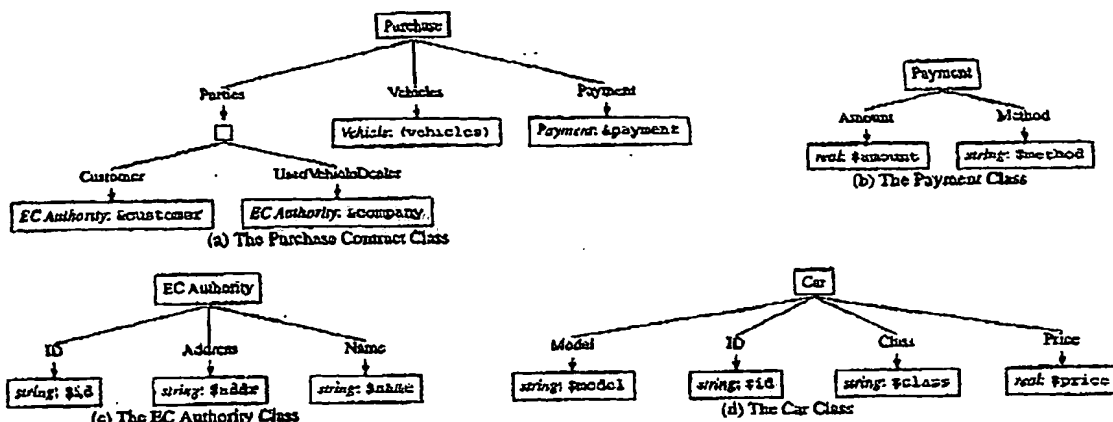 Purchase
Parties
Vehicles
Payment
Vehicle: {vehicles}
Payment: &payment
Customer
UsedVehicleDealer
EC Authority: &customer
EC Authority: &company
(a) The Purchase Contract Class
Payment
Amount
Method
real: $amount
string: $method
(b) The Payment Class
EC Authority
ID
Address
Name
string: $id
string: $addr
string: $name
(c) The EC Authority Class
Car
Model
ID
Class
Price
string: $model
string: $id
string: $class
real: $price
(d) The Car Class